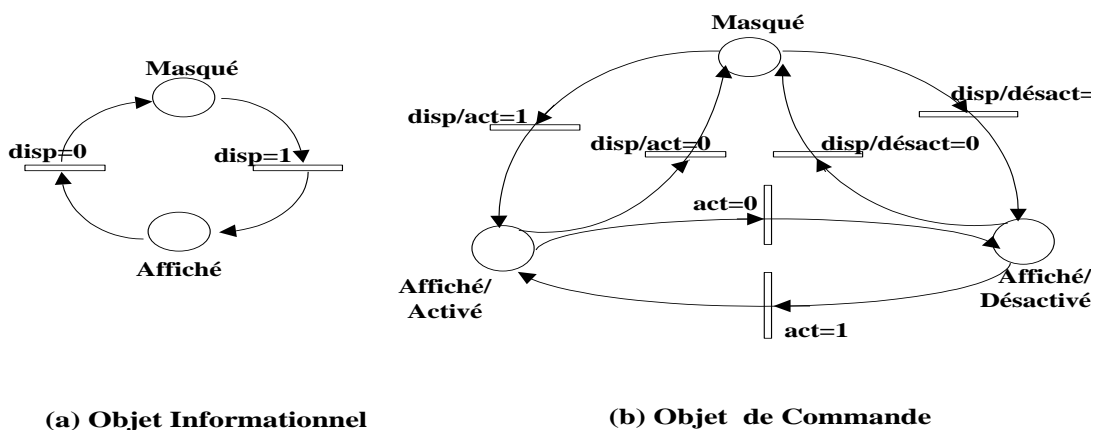 Masqué
disp=0
disp=1
Affiché
(a) Objet Informationnel
Masqué
disp/act=1
disp/act=0
disp/désact=0
disp/désact=
act=0
Affiché/
Activé
Affiché/
Désactivé
act=1
(b) Objet de Commande